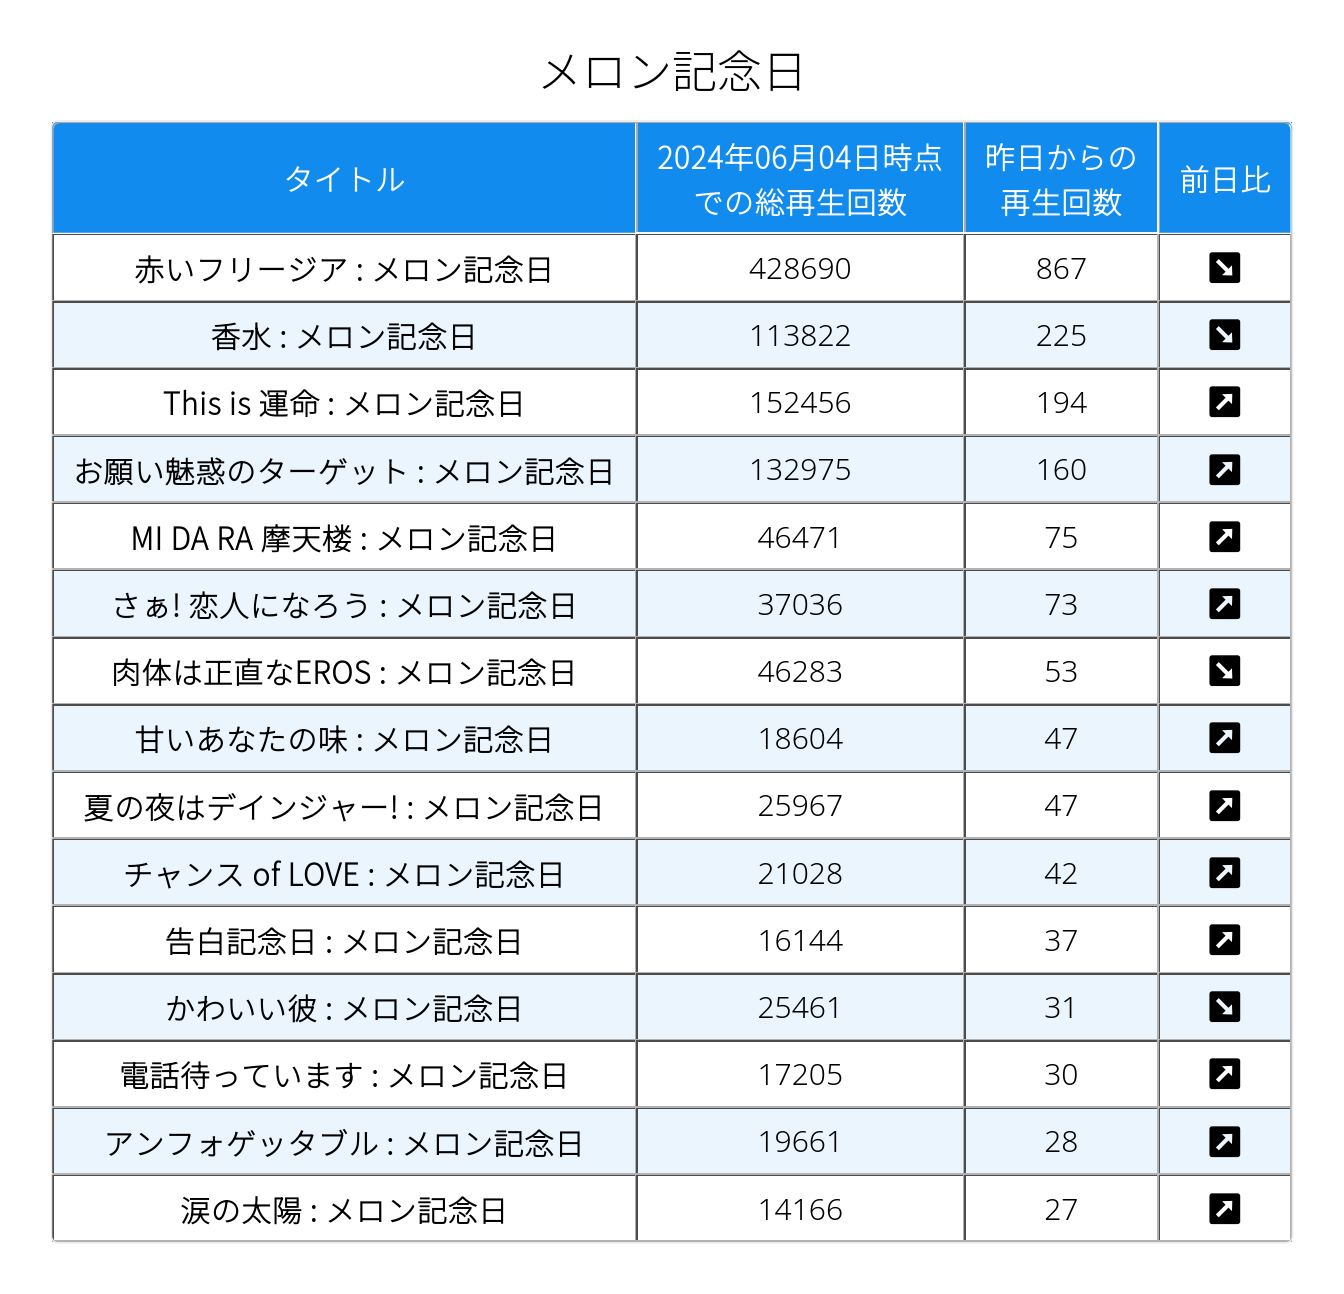 メロン記念日
タイトル 2024年06月04日時点での総再生回数 昨日からの再生回数 前日比
赤いフリージア : メロン記念日 428690 867 ↘
香水 : メロン記念日 113822 225 ↘
This is 運命 : メロン記念日 152456 194 ↗
お願い魅惑のターゲット : メロン記念日 132975 160 ↗
MI DA RA 摩天楼 : メロン記念日 46471 75 ↗
さぁ! 恋人になろう : メロン記念日 37036 73 ↗
肉体は正直なEROS : メロン記念日 46283 53 ↘
甘いあなたの味 : メロン記念日 18604 47 ↗
夏の夜はデインジャー! : メロン記念日 25967 47 ↗
チャンス of LOVE : メロン記念日 21028 42 ↗
告白記念日 : メロン記念日 16144 37 ↗
かわいい彼 : メロン記念日 25461 31 ↘
電話待っています : メロン記念日 17205 30 ↗
アンフォゲッタブル : メロン記念日 19661 28 ↗
涙の太陽 : メロン記念日 14166 27 ↗